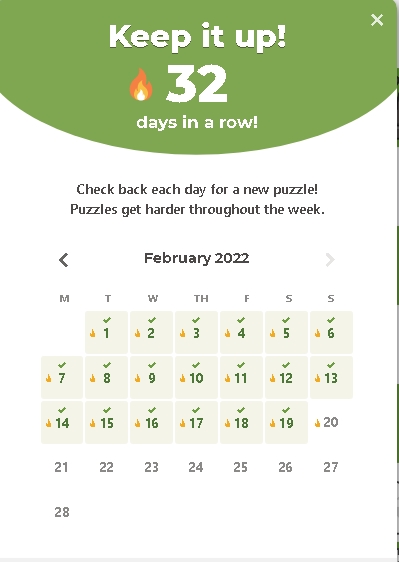 Keep it up!
32
days in a row!
Check back each day for a new puzzle!
Puzzles get harder throughout the week.
February 2022
M T W TH F S S
1 2 3 4 5 6
7 8 9 10 11 12 13
14 15 16 17 18 19 20
21 22 23 24 25 26 27
28